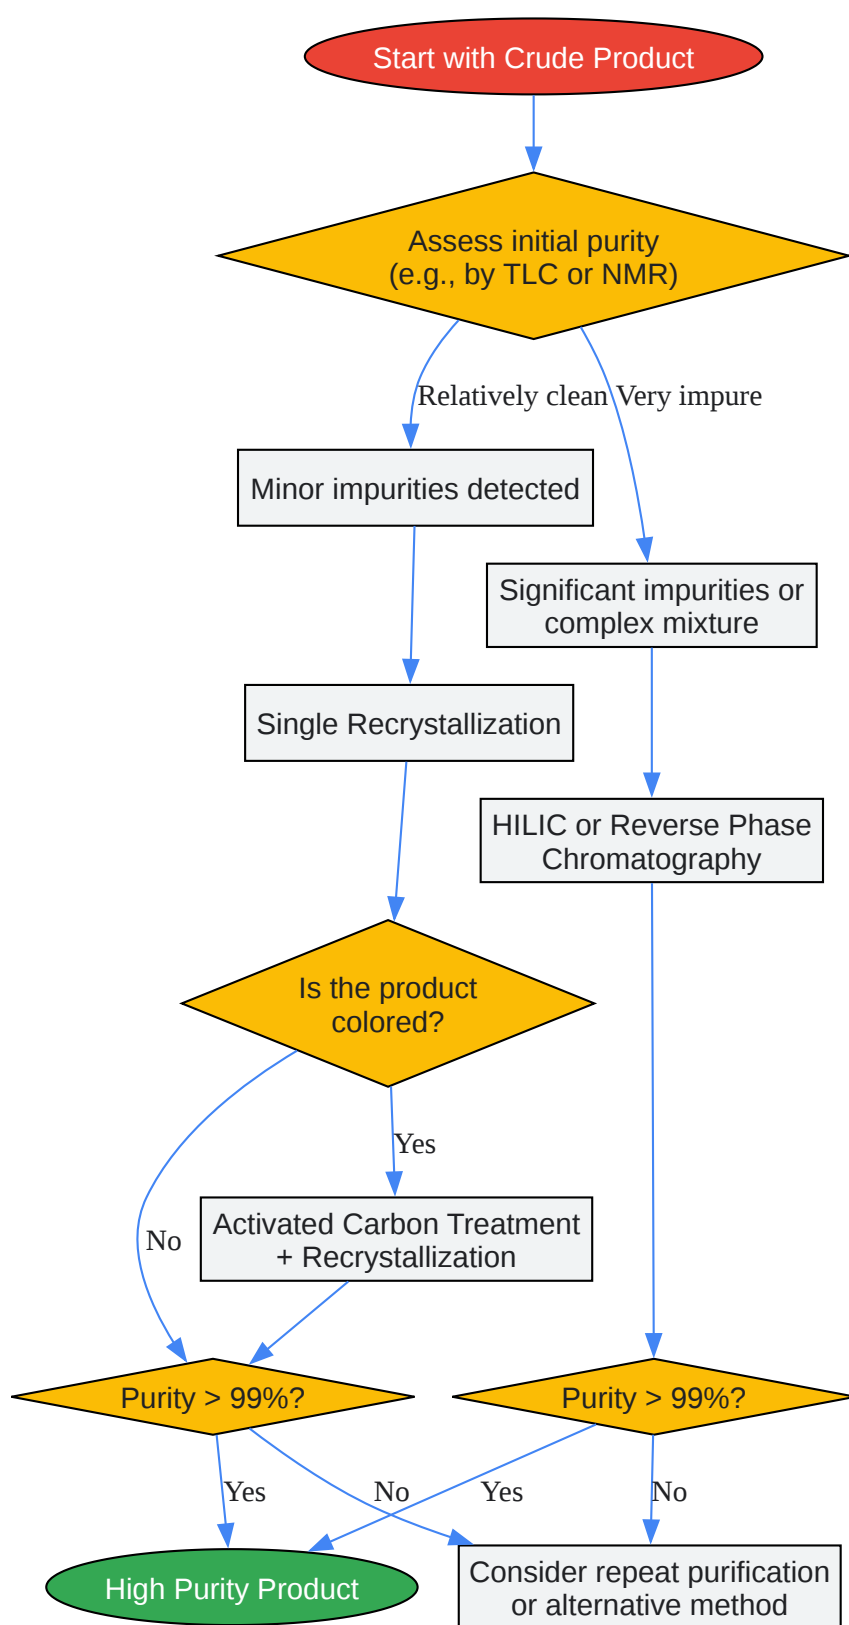 Start with Crude Product
Assess initial purity
(e.g., by TLC or NMR)
Relatively clean
Very impure
Minor impurities detected
Significant impurities or
complex mixture
Single Recrystallization
HILIC or Reverse Phase
Chromatography
Is the product
colored?
Yes
No
Activated Carbon Treatment
+ Recrystallization
Purity > 99%?
Purity > 99%?
Yes
No
Yes
No
High Purity Product
Consider repeat purification
or alternative method